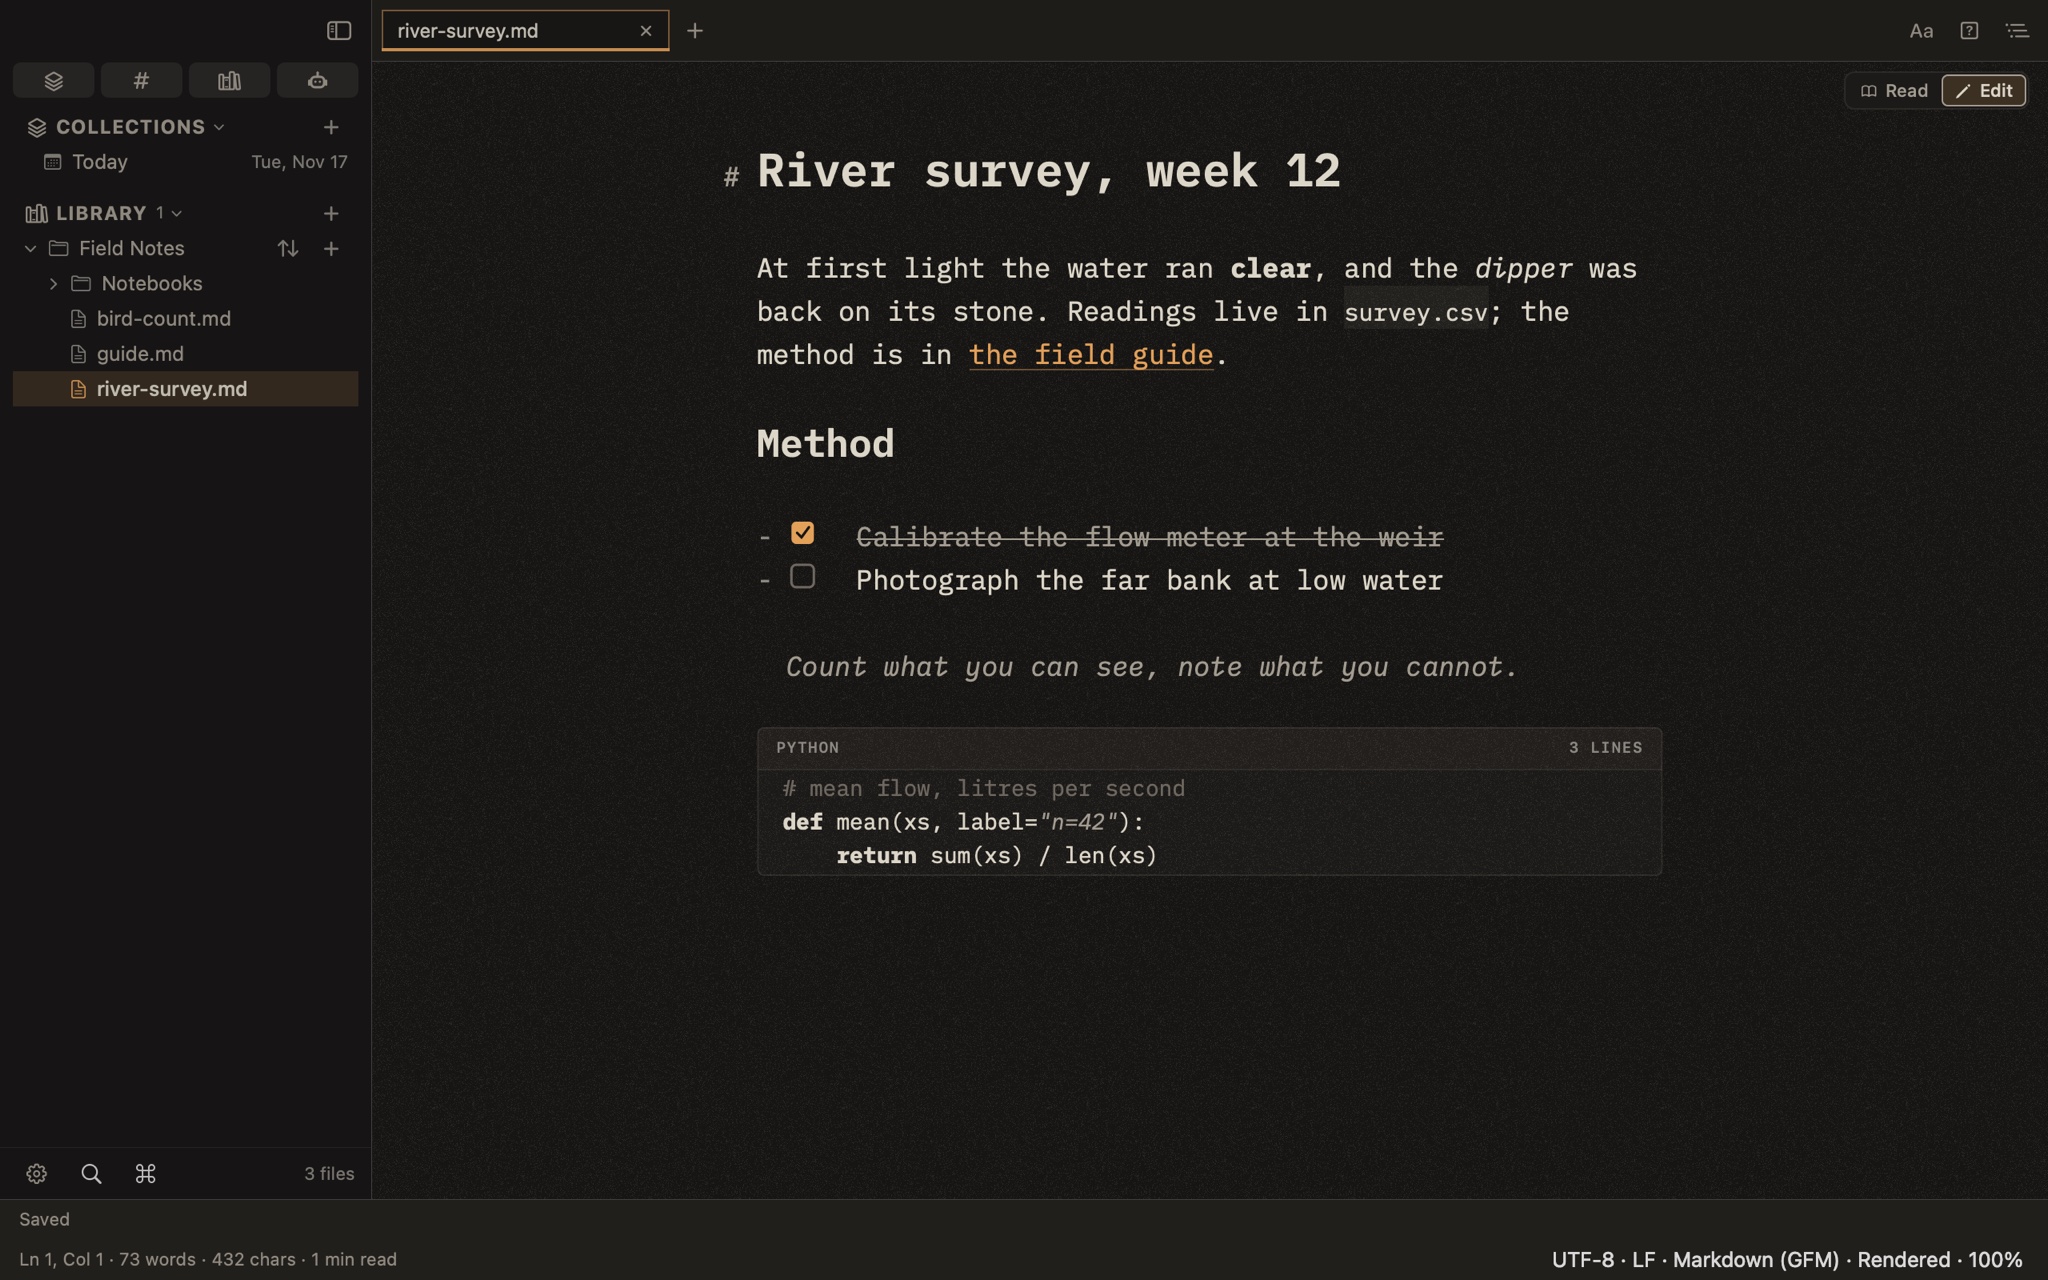 river-survey.md
Aa
Read
Edit
COLLECTIONS
Today
Tue, Nov 17
LIBRARY 1
Field Notes
Notebooks
bird-count.md
guide.md
river-survey.md
3 files
# River survey, week 12
At first light the water ran clear, and the dipper was
back on its stone. Readings live in survey.csv; the
method is in the field guide.
Method
- Calibrate the flow meter at the weir
- Photograph the far bank at low water
Count what you can see, note what you cannot.
PYTHON
3 LINES
# mean flow, litres per second
def mean(xs, label="n=42"):
    return sum(xs) / len(xs)
Saved
Ln 1, Col 1 · 73 words · 432 chars · 1 min read
UTF-8 · LF · Markdown (GFM) · Rendered · 100%